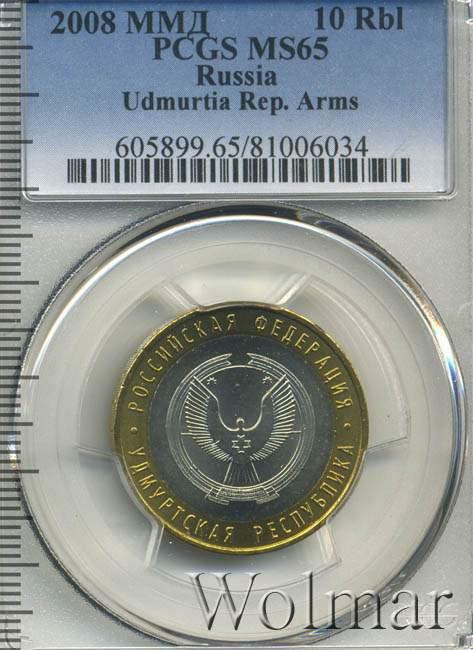 2008 ММД 10 Rbl
PCGS MS65
Russia
Udmurtia Rep. Arms
605899.65/81006034
РОССИЙСКАЯ ФЕДЕРАЦИЯ
УДМУРТСКАЯ РЕСПУБЛИКА
Wolmar